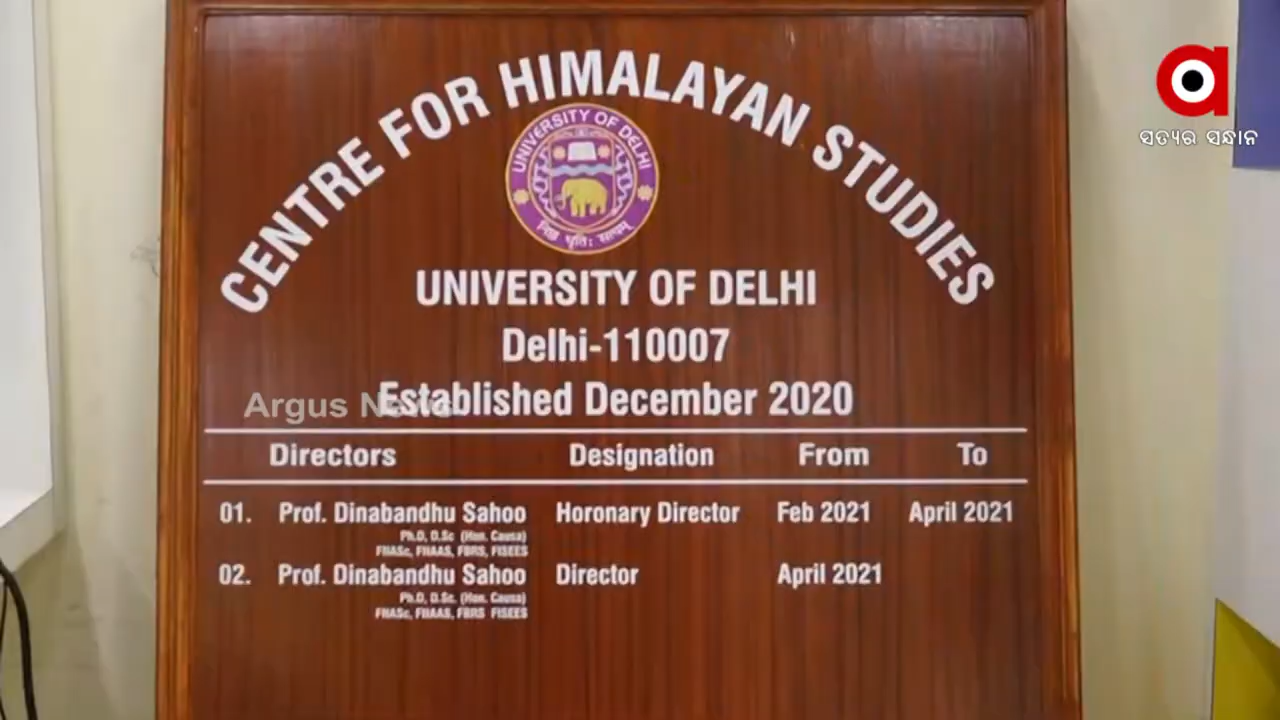 CENTRE FOR HIMALAYAN STUDIES
UNIVERSITY OF DELHI
UNIVERSITY OF DELHI
Delhi-110007
Established December 2020
Argus News
Directors Designation From To
01. Prof. Dinabandhu Sahoo Horonary Director Feb 2021 April 2021
Ph.D, D.Sc (Hon. Causa)
FNASc, FNAAS, FBRS, FISEES
02. Prof. Dinabandhu Sahoo Director April 2021
Ph.D, D.Sc. (Hon. Causa)
FNASc, FNAAS, FBRS FISEES
ସତ୍ୟର ସନ୍ଧାନ